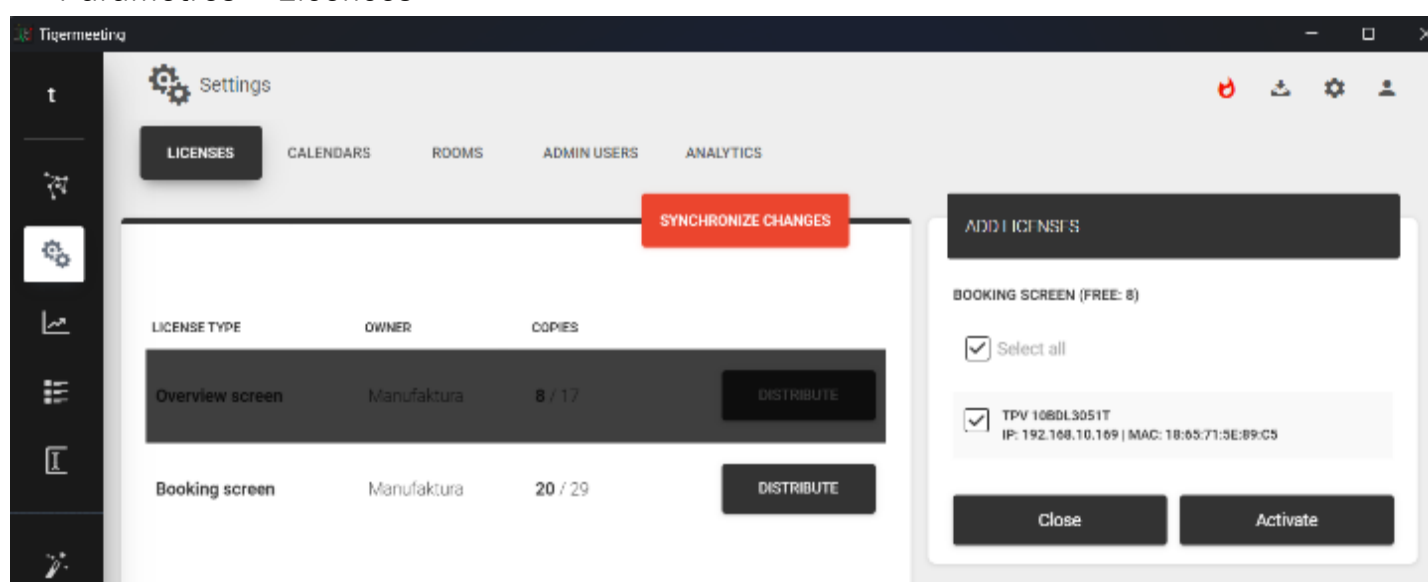 Tigermeeting
t
Settings
LICENSES CALENDARS ROOMS ADMIN USERS ANALYTICS
SYNCHRONIZE CHANGES
LICENSE TYPE OWNER COPIES
Overview screen Manufaktura 8 / 17 DISTRIBUTE
Booking screen Manufaktura 20 / 29 DISTRIBUTE
ADD LICENSES
BOOKING SCREEN (FREE: 8)
Select all
TPV 10BDL3051T
IP: 192.168.10.169 | MAC: 18:65:71:5E:89:C5
Close Activate